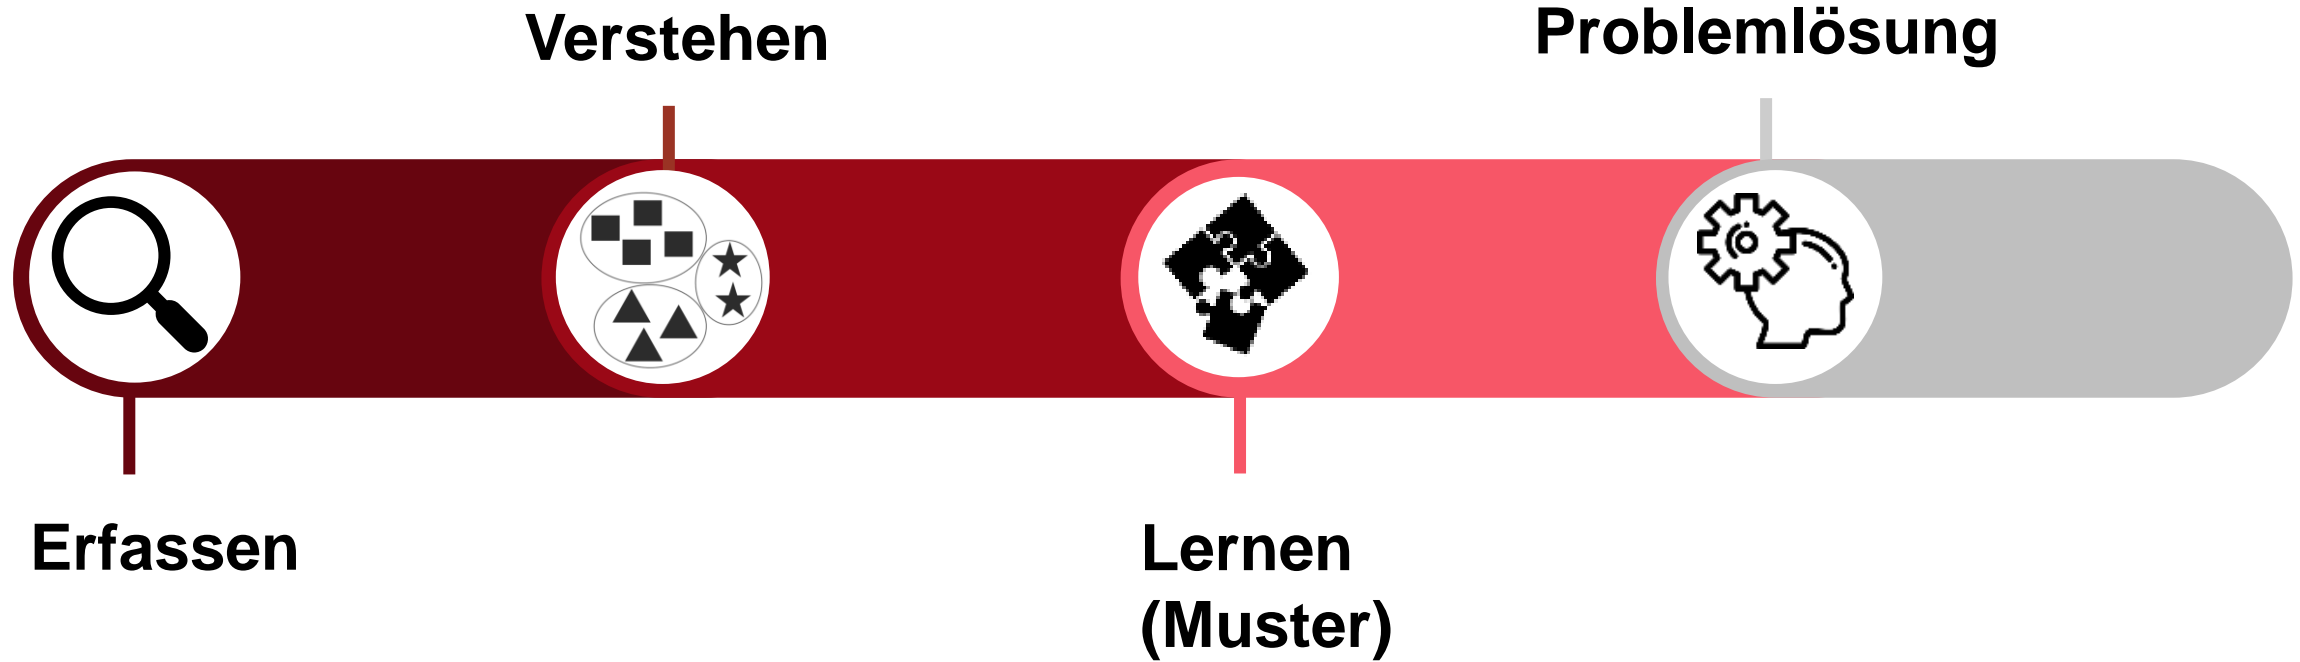 Verstehen
Problemlösung
Erfassen
Lernen
(Muster)